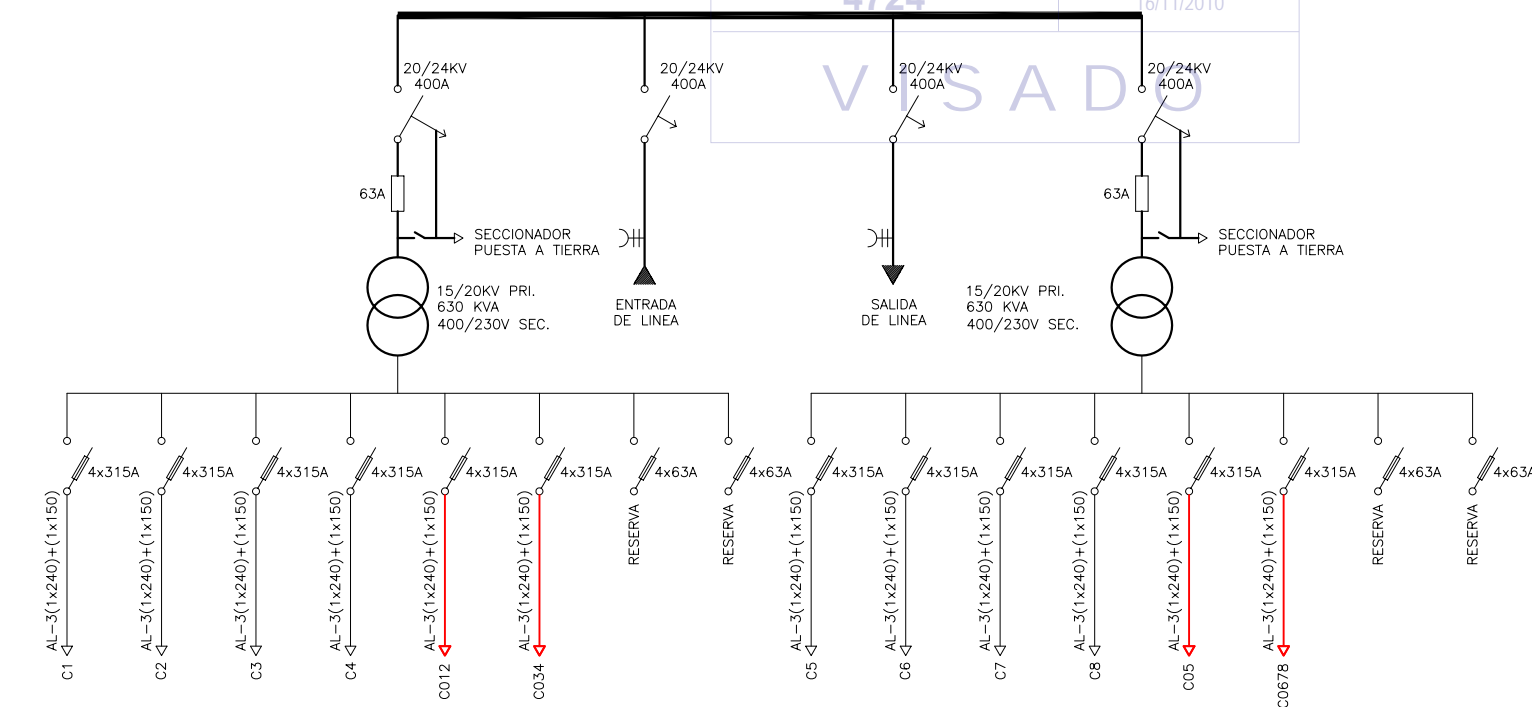 4724
16/11/2010
VISADO
20/24KV
400A
20/24KV
400A
20/24KV
400A
20/24KV
400A
63A
63A
SECCIONADOR
PUESTA A TIERRA
SECCIONADOR
PUESTA A TIERRA
15/20KV PRI.
630 KVA
400/230V SEC.
ENTRADA
DE LINEA
SALIDA
DE LINEA
15/20KV PRI.
630 KVA
400/230V SEC.
4x315A
4x315A
4x315A
4x315A
4x315A
4x315A
4x63A
4x63A
4x315A
4x315A
4x315A
4x315A
4x315A
4x315A
4x63A
4x63A
AL-3(1x240)+(1x150)
AL-3(1x240)+(1x150)
AL-3(1x240)+(1x150)
AL-3(1x240)+(1x150)
AL-3(1x240)+(1x150)
AL-3(1x240)+(1x150)
RESERVA
RESERVA
AL-3(1x240)+(1x150)
AL-3(1x240)+(1x150)
AL-3(1x240)+(1x150)
AL-3(1x240)+(1x150)
AL-3(1x240)+(1x150)
AL-3(1x240)+(1x150)
RESERVA
RESERVA
C1
C2
C3
C4
C012
C034
C5
C6
C7
C8
C05
C0678